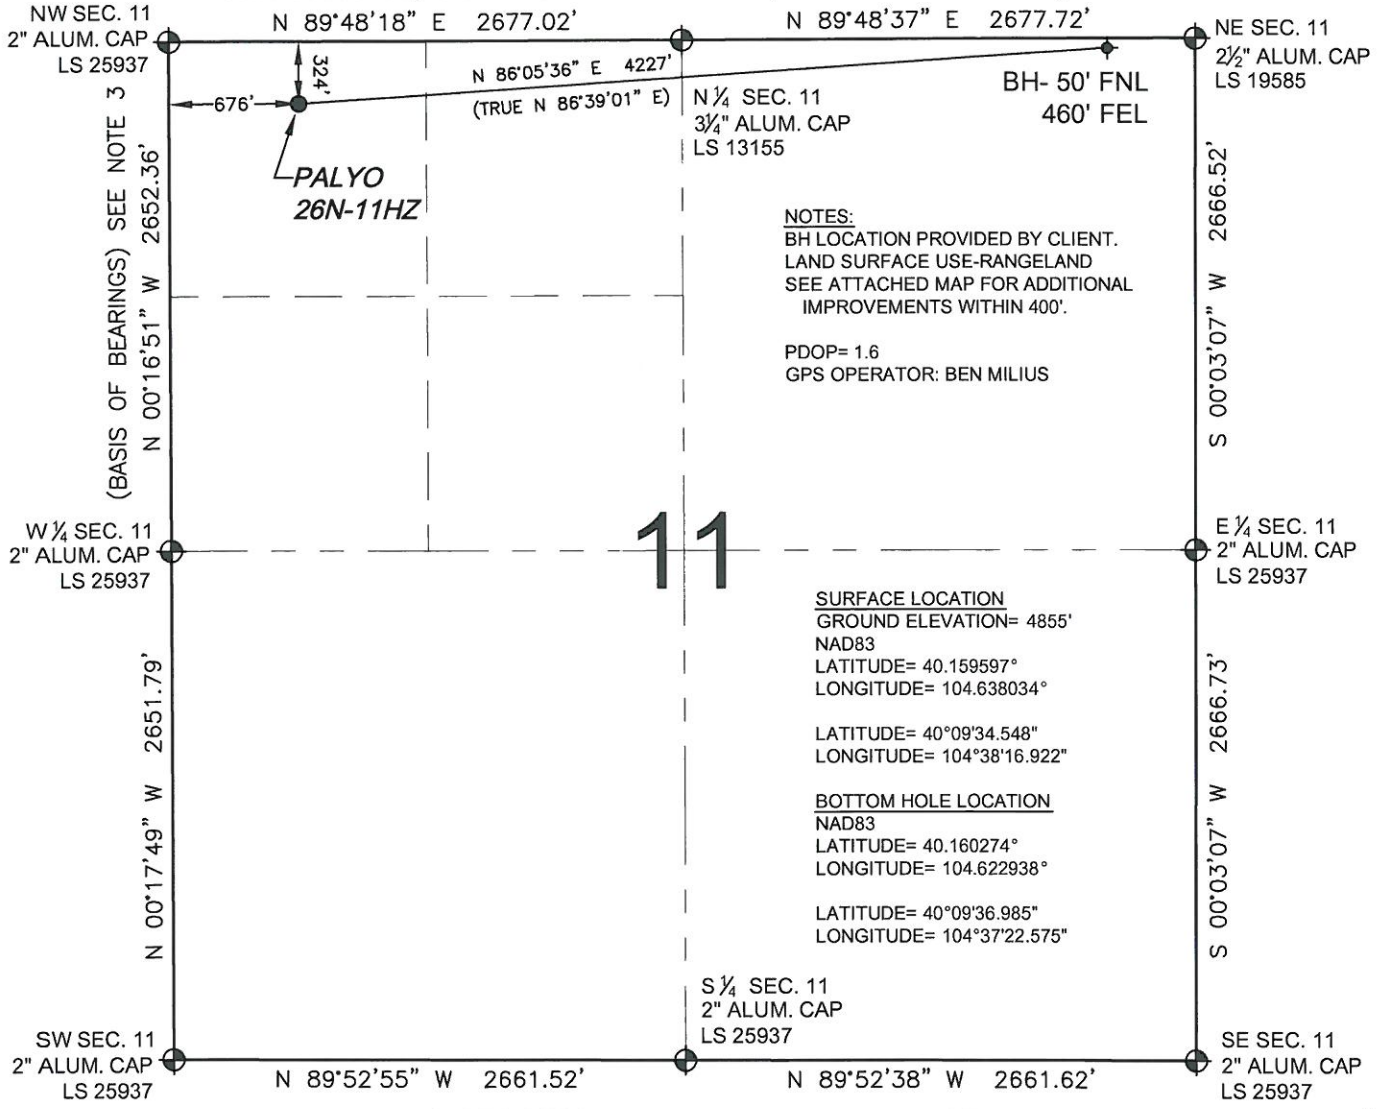 NW SEC. 11
2" ALUM. CAP
LS 25937
N 89°48'18" E 2677.02'
N 89°48'37" E 2677.72'
NE SEC. 11
2½" ALUM. CAP
LS 19585
324'
676'
N 86°05'36" E 4227'
(TRUE N 86°39'01" E)
N ¼ SEC. 11
3¼" ALUM. CAP
LS 13155
BH- 50' FNL
460' FEL
PALYO
26N-11HZ
(BASIS OF BEARINGS) SEE NOTE 3
N 00°16'51" W 2652.36'
S 00°03'07" W 2666.52'
NOTES:
BH LOCATION PROVIDED BY CLIENT.
LAND SURFACE USE-RANGELAND
SEE ATTACHED MAP FOR ADDITIONAL
IMPROVEMENTS WITHIN 400'.
PDOP= 1.6
GPS OPERATOR: BEN MILIUS
W ¼ SEC. 11
2" ALUM. CAP
LS 25937
11
E ¼ SEC. 11
2" ALUM. CAP
LS 25937
SURFACE LOCATION
GROUND ELEVATION= 4855'
NAD83
LATITUDE= 40.159597°
LONGITUDE= 104.638034°
LATITUDE= 40°09'34.548"
LONGITUDE= 104°38'16.922"
BOTTOM HOLE LOCATION
NAD83
LATITUDE= 40.160274°
LONGITUDE= 104.622938°
LATITUDE= 40°09'36.985"
LONGITUDE= 104°37'22.575"
N 00°17'49" W 2651.79'
S 00°03'07" W 2666.73'
S ¼ SEC. 11
2" ALUM. CAP
LS 25937
SW SEC. 11
2" ALUM. CAP
LS 25937
N 89°52'55" W 2661.52'
N 89°52'38" W 2661.62'
SE SEC. 11
2" ALUM. CAP
LS 25937